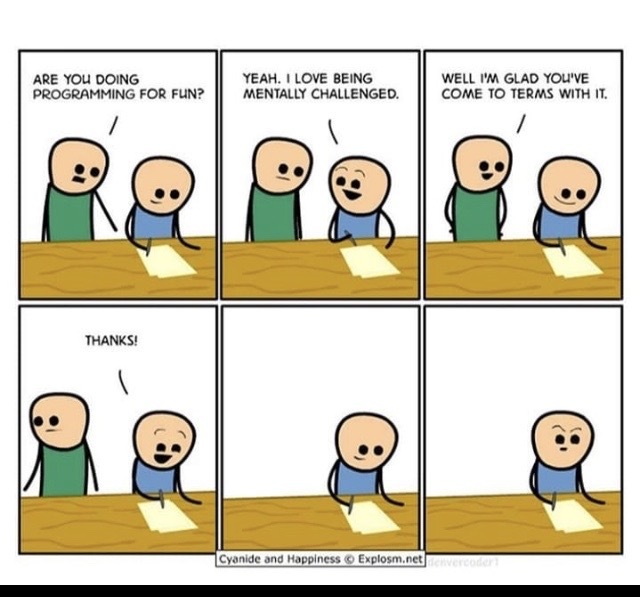 ARE YOU DOING
PROGRAMMING FOR FUN?
YEAH. I LOVE BEING
MENTALLY CHALLENGED.
WELL I'M GLAD YOU'VE
COME TO TERMS WITH IT.
THANKS!
Cyanide and Happiness © Explosm.net
denvercoder1